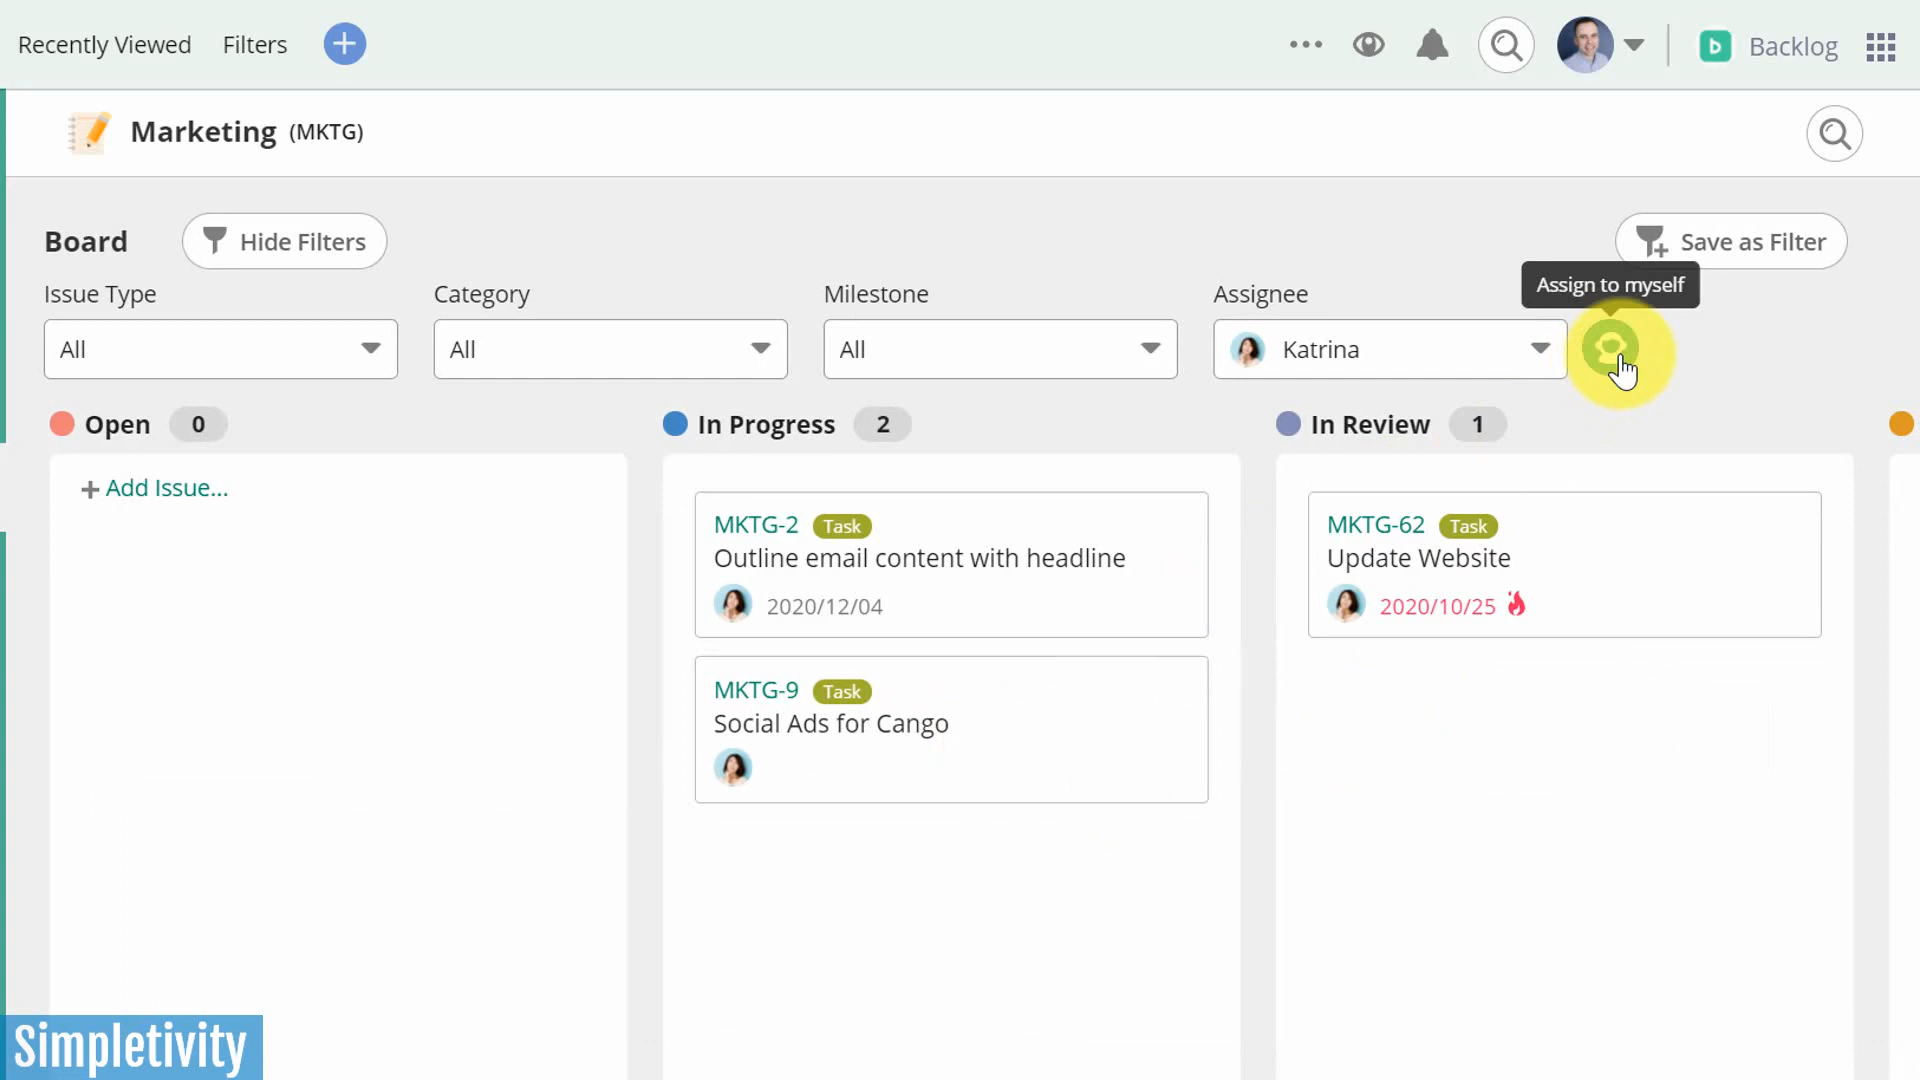 Recently Viewed Filters
b Backlog
Marketing (MKTG)
Board Hide Filters Save as Filter
Assign to myself
Issue Type Category Milestone Assignee
All All All Katrina
Open 0 In Progress 2 In Review 1
Add Issue...
MKTG-2 Task
Outline email content with headline
2020/12/04
MKTG-9 Task
Social Ads for Cango
MKTG-62 Task
Update Website
2020/10/25
Simpletivity